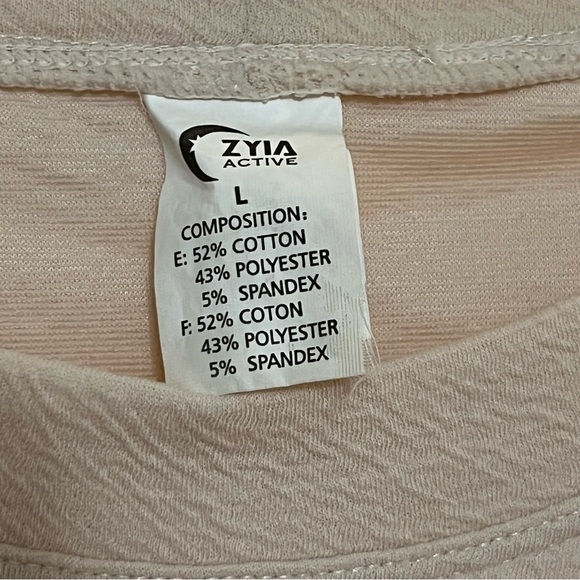 ZYIA
ACTIVE
L
COMPOSITION:
E: 52% COTTON
43% POLYESTER
5% SPANDEX
F: 52% COTON
43% POLYESTER
5% SPANDEX